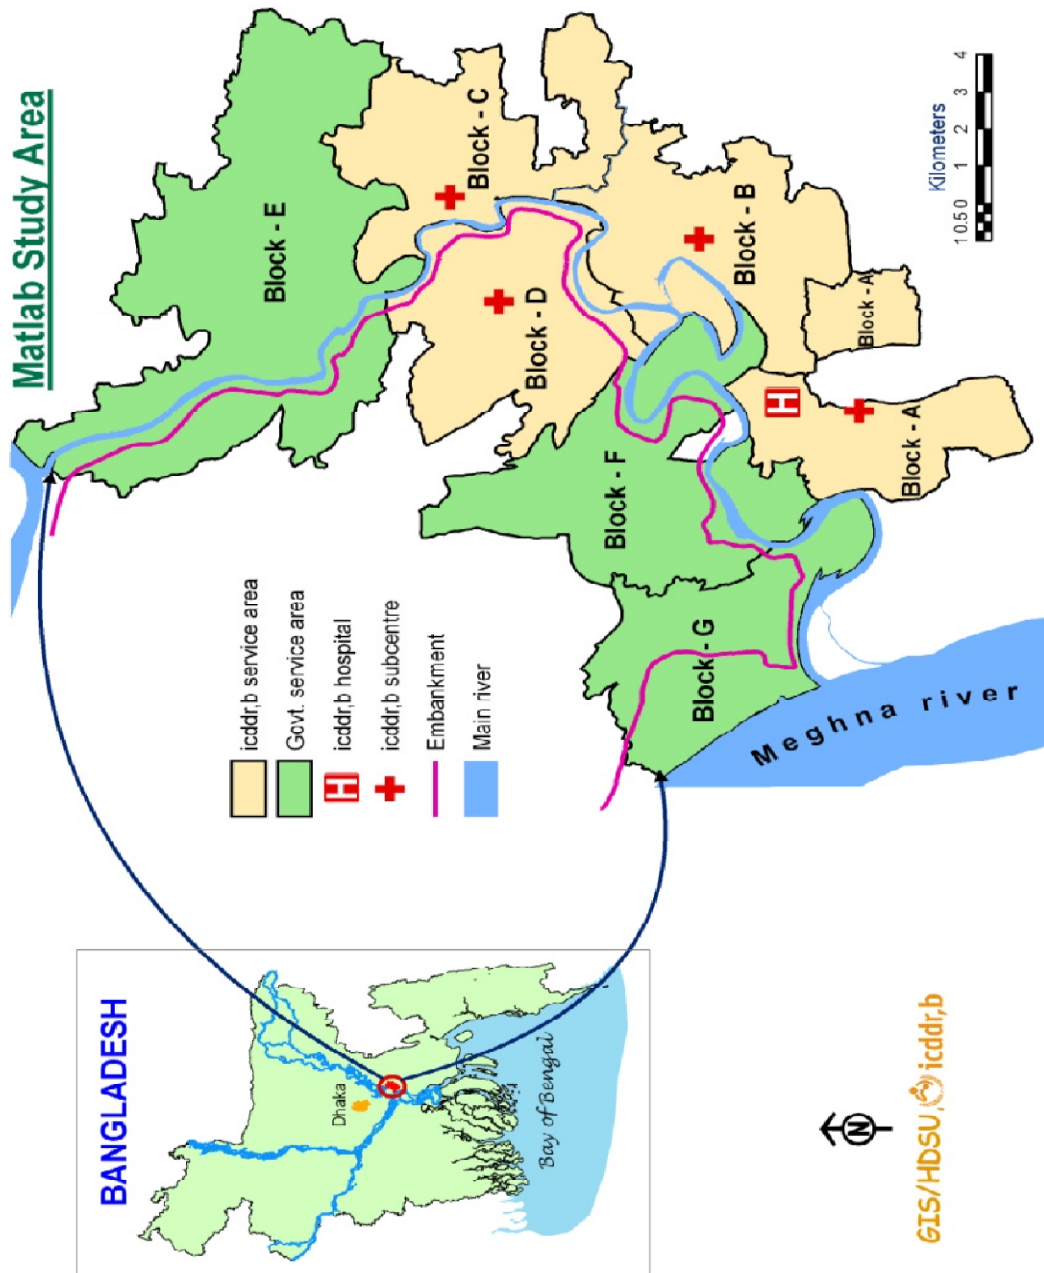 Matlab Study Area
BANGLADESH
Dhaka
Bay of Bengal
icddr,b service area
Govt. service area
H icddr,b hospital
icddr,b subcentre
Embankment
Main river
Block - E
Block - C
Block - D
Block - B
Block - F
Block - A
Block - A
Block - G
H
Meghna river
N
GIS/HDSU, icddr,b
Kilometers
1 0.5 0 1 2 3 4